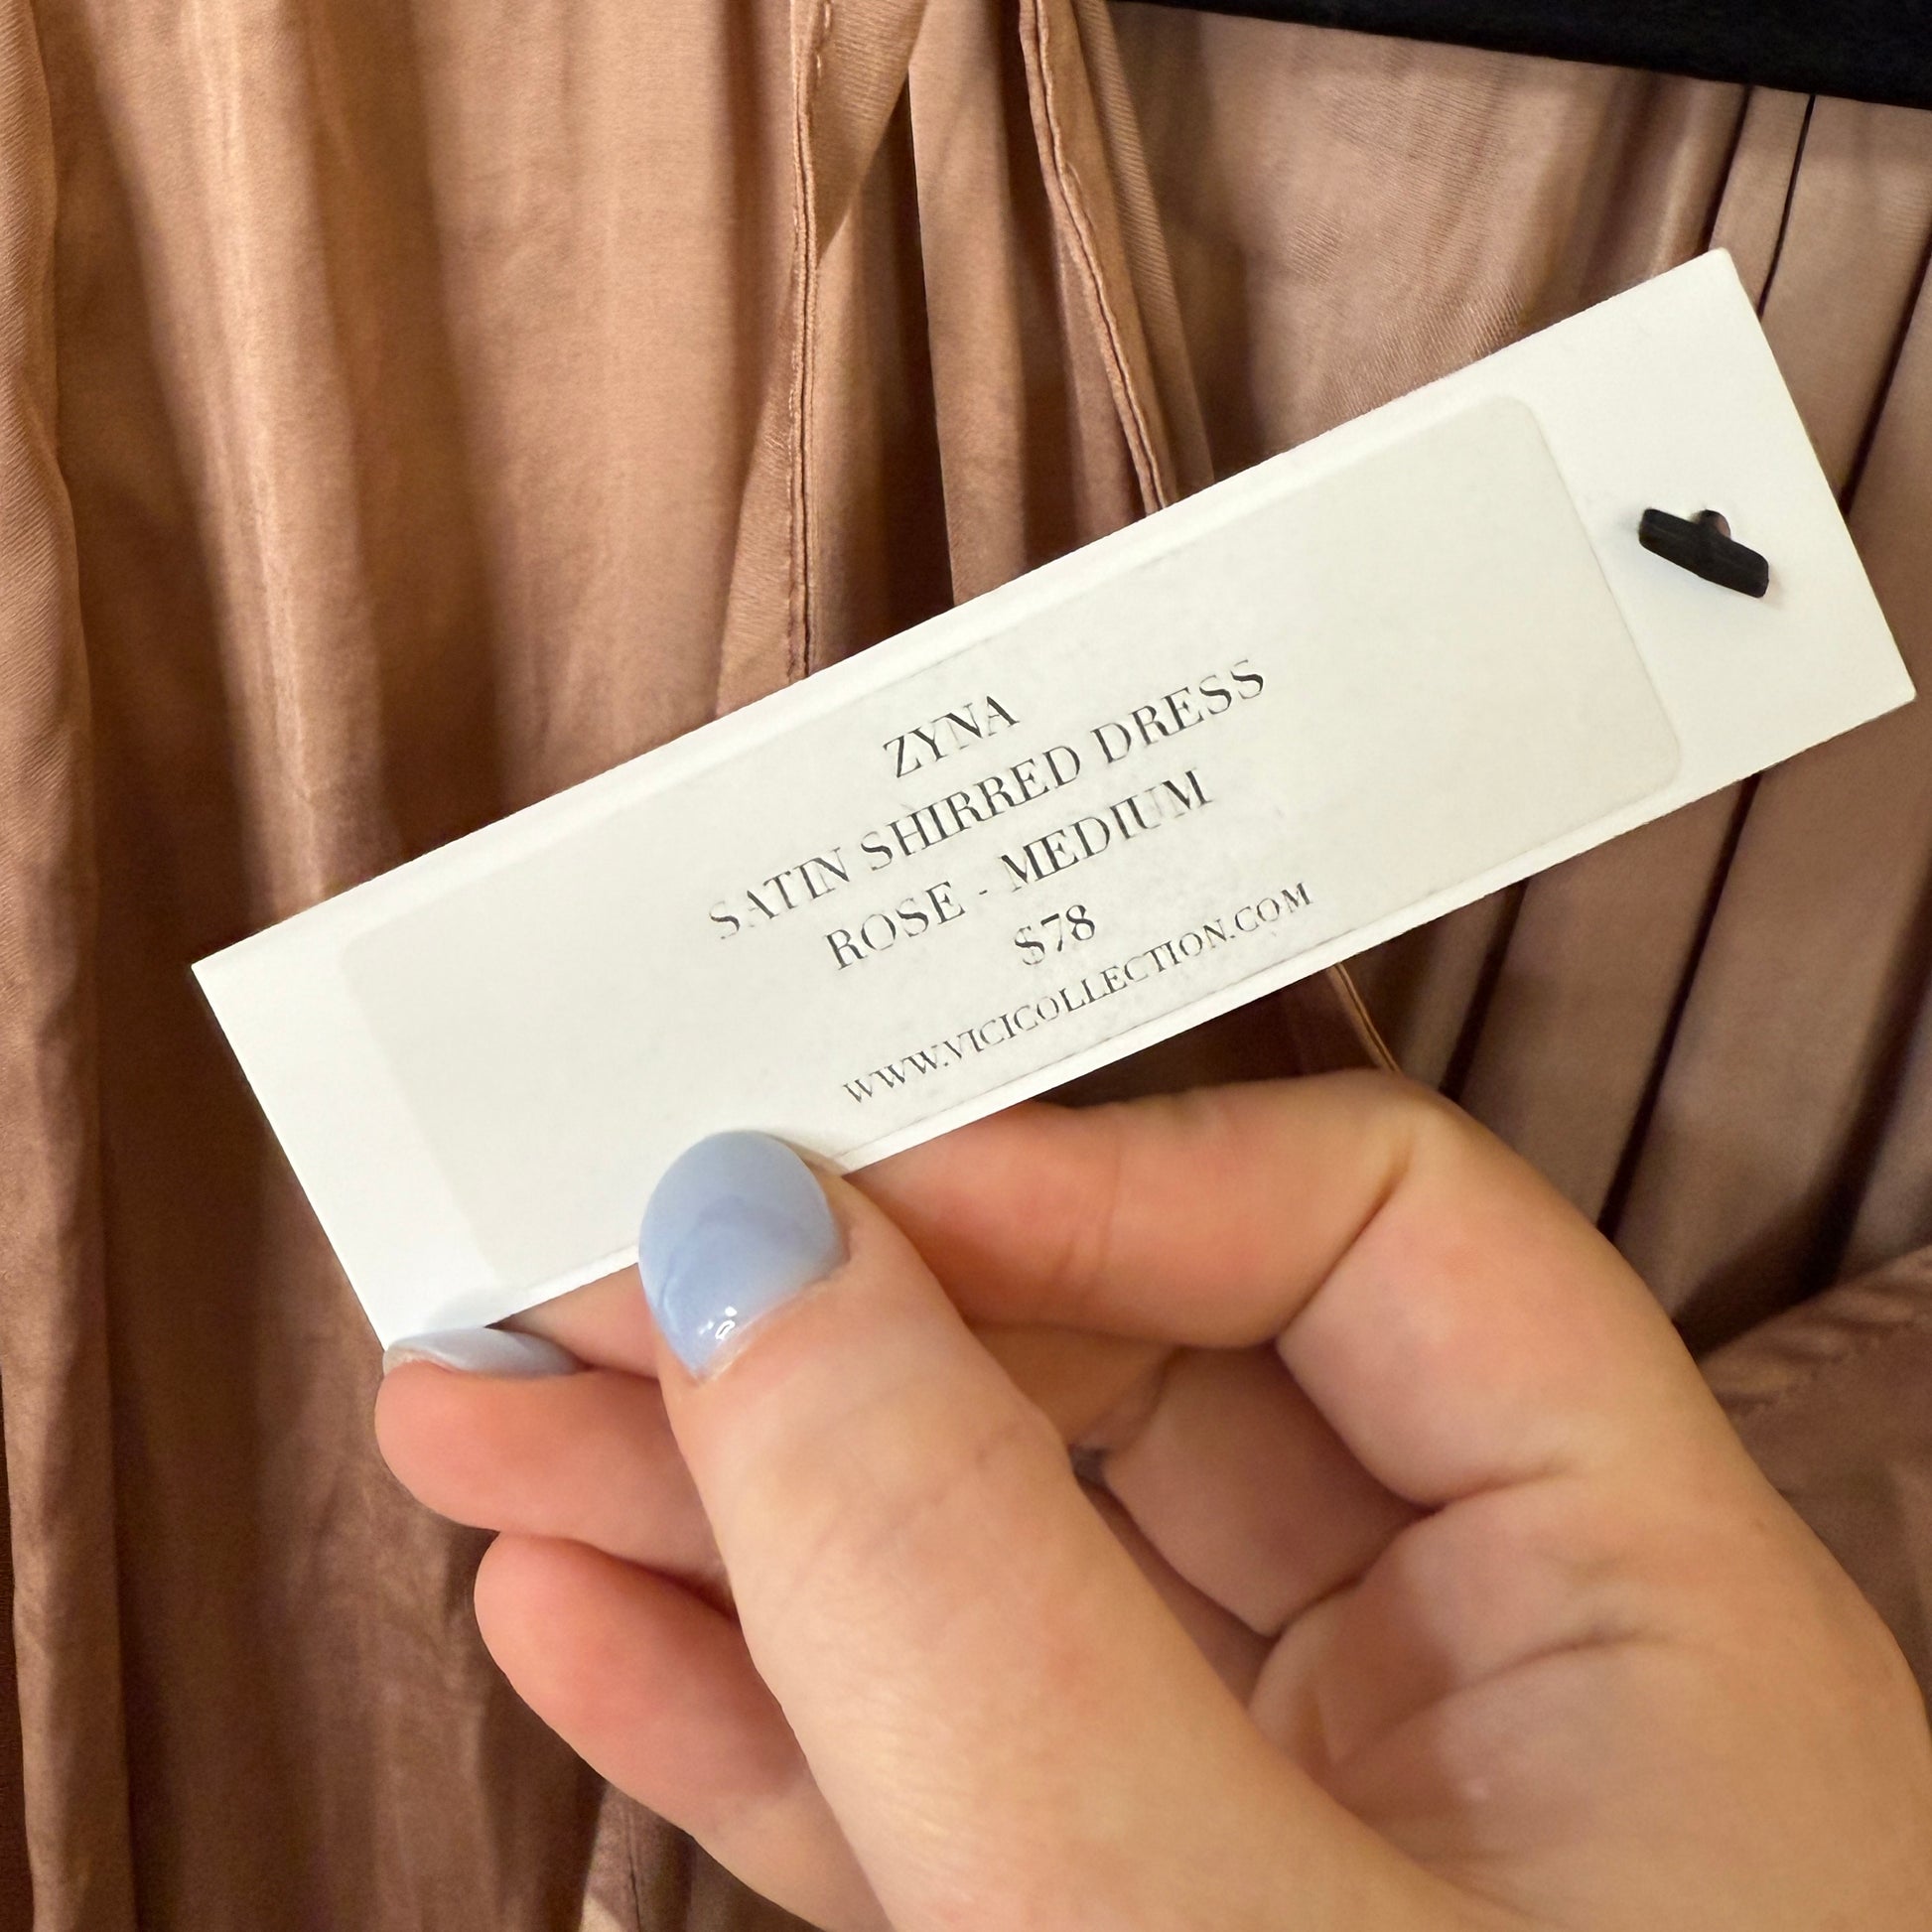 ZYNA
SATIN SHIRRED DRESS
ROSE - MEDIUM
$78
WWW.VICICOLLECTION.COM